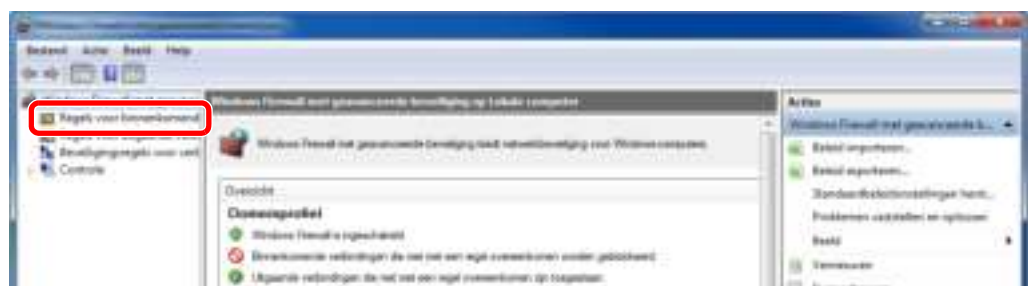 Bestand Actie Beeld Help
Windows Firewall met geavanceerde beveiliging op Lokale computer
Acties
Regels voor binnenkomend
Windows Firewall met geavanceerde b...
Windows Firewall met geavanceerde beveiliging biedt netwerkbeveiliging voor Windows-computers.
Beleid importeren...
Beveiligingsregels voor verb
Controle
Beleid exporteren...
Overzicht
Domeinprofiel
Problemen vaststellen en oplossen
Windows Firewall is ingeschakeld.
Beeld
Binnenkomende verbindingen die niet met een regel overeenkomen worden geblokkeerd.
Vernieuwen
Uitgaande verbindingen die niet met een regel overeenkomen zijn toegestaan.